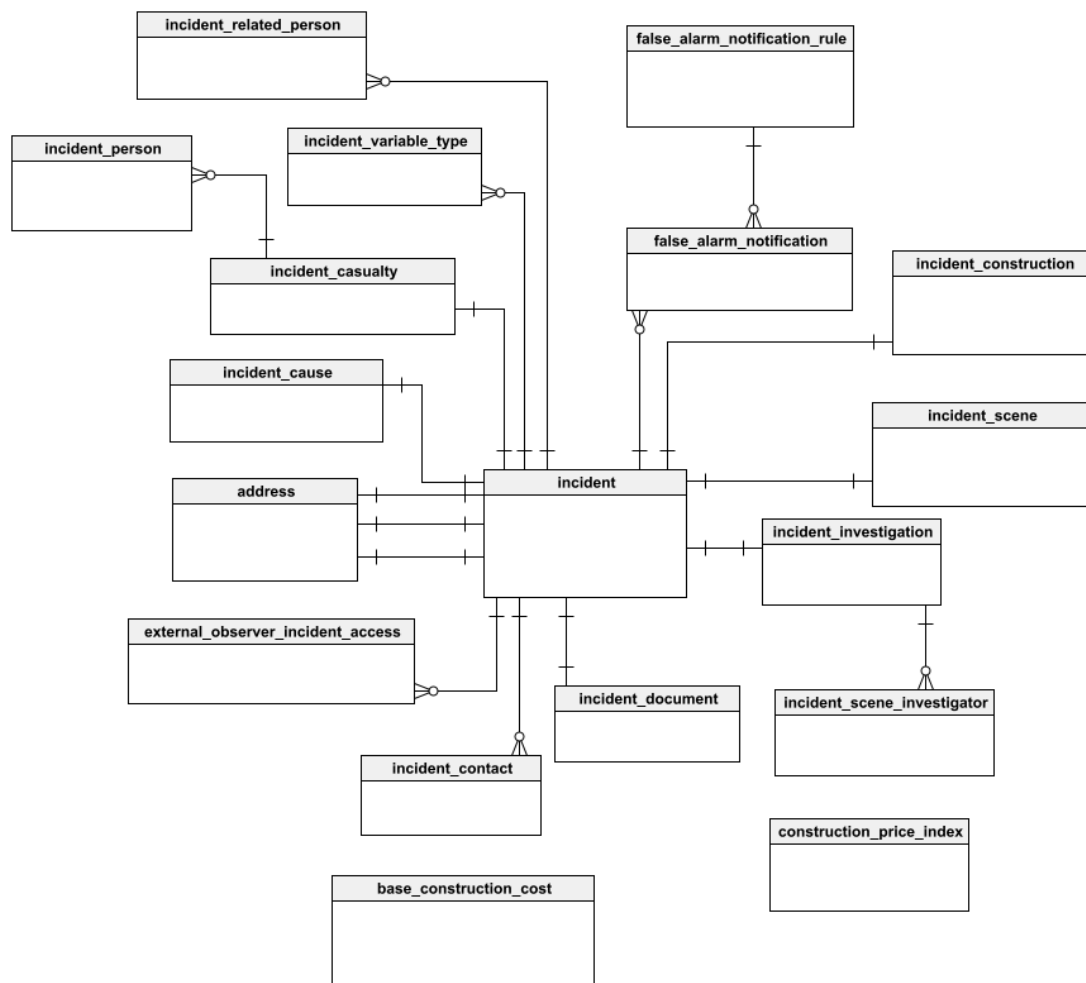 incident_related_person
false_alarm_notification_rule
incident_variable_type
incident_person
false_alarm_notification
incident_construction
incident_casualty
incident_cause
incident_scene
incident
address
incident_investigation
external_observer_incident_access
incident_document
incident_scene_investigator
incident_contact
construction_price_index
base_construction_cost